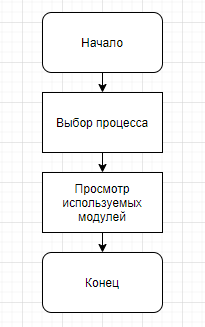 Начало
Выбор процесса
Просмотр
используемых
модулей
Конец